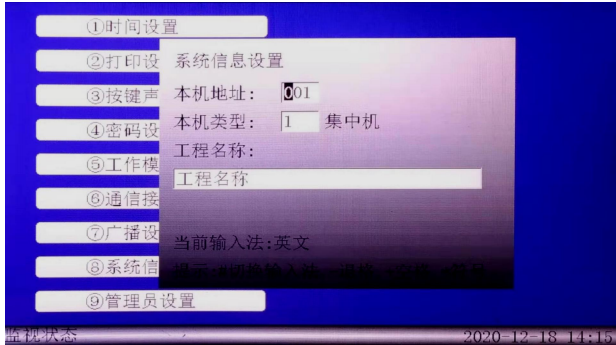 ①时间设置
②打印设
③按键声
④密码设
⑤工作模
⑥通信接
⑦广播设
⑧系统信
⑨管理员设置
系统信息设置
本机地址: 001
本机类型: 1 集中机
工程名称:
工程名称
当前输入法:英文
监视状态
2020-12-18 14:15